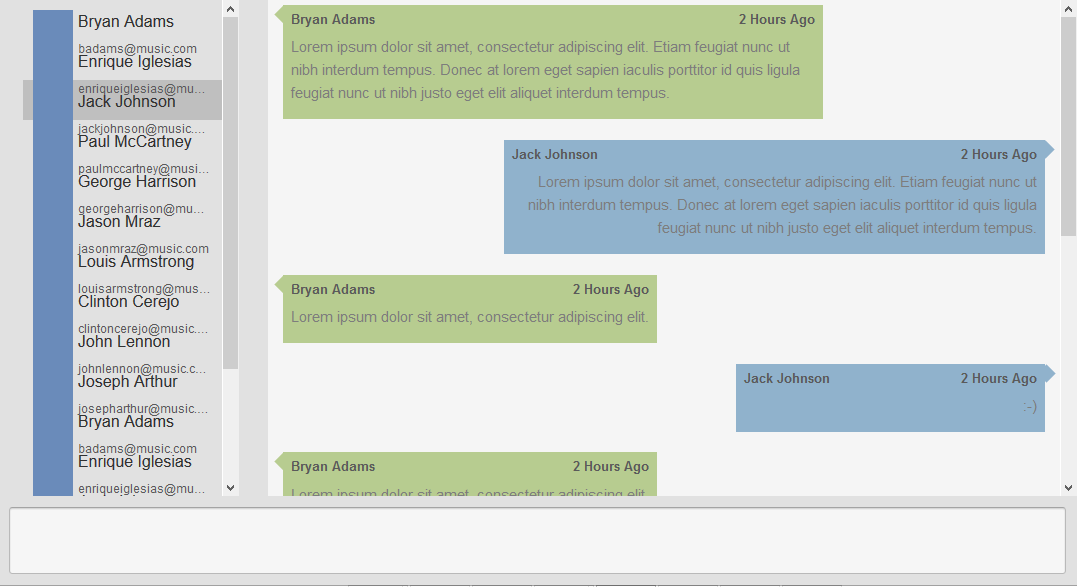 Bryan Adams
badams@music.com
Enrique Iglesias
enriqueiglesias@mu...
Jack Johnson
jackjohnson@music....
Paul McCartney
paulmccartney@musi...
George Harrison
georgeharrison@mu...
Jason Mraz
jasonmraz@music.com
Louis Armstrong
louisarmstrong@mus...
Clinton Cerejo
clintoncerejo@music....
John Lennon
johnlennon@music.c...
Joseph Arthur
josepharthur@music....
Bryan Adams
badams@music.com
Enrique Iglesias
enriqueiglesias@mu...
Bryan Adams 2 Hours Ago
Lorem ipsum dolor sit amet, consectetur adipiscing elit. Etiam feugiat nunc ut
nibh interdum tempus. Donec at lorem eget sapien iaculis porttitor id quis ligula
feugiat nunc ut nibh justo eget elit aliquet interdum tempus.
Jack Johnson 2 Hours Ago
Lorem ipsum dolor sit amet, consectetur adipiscing elit. Etiam feugiat nunc ut
nibh interdum tempus. Donec at lorem eget sapien iaculis porttitor id quis ligula
feugiat nunc ut nibh justo eget elit aliquet interdum tempus.
Bryan Adams 2 Hours Ago
Lorem ipsum dolor sit amet, consectetur adipiscing elit.
Jack Johnson 2 Hours Ago
:-)
Bryan Adams 2 Hours Ago
Lorem ipsum dolor sit amet, consectetur adipiscing elit.